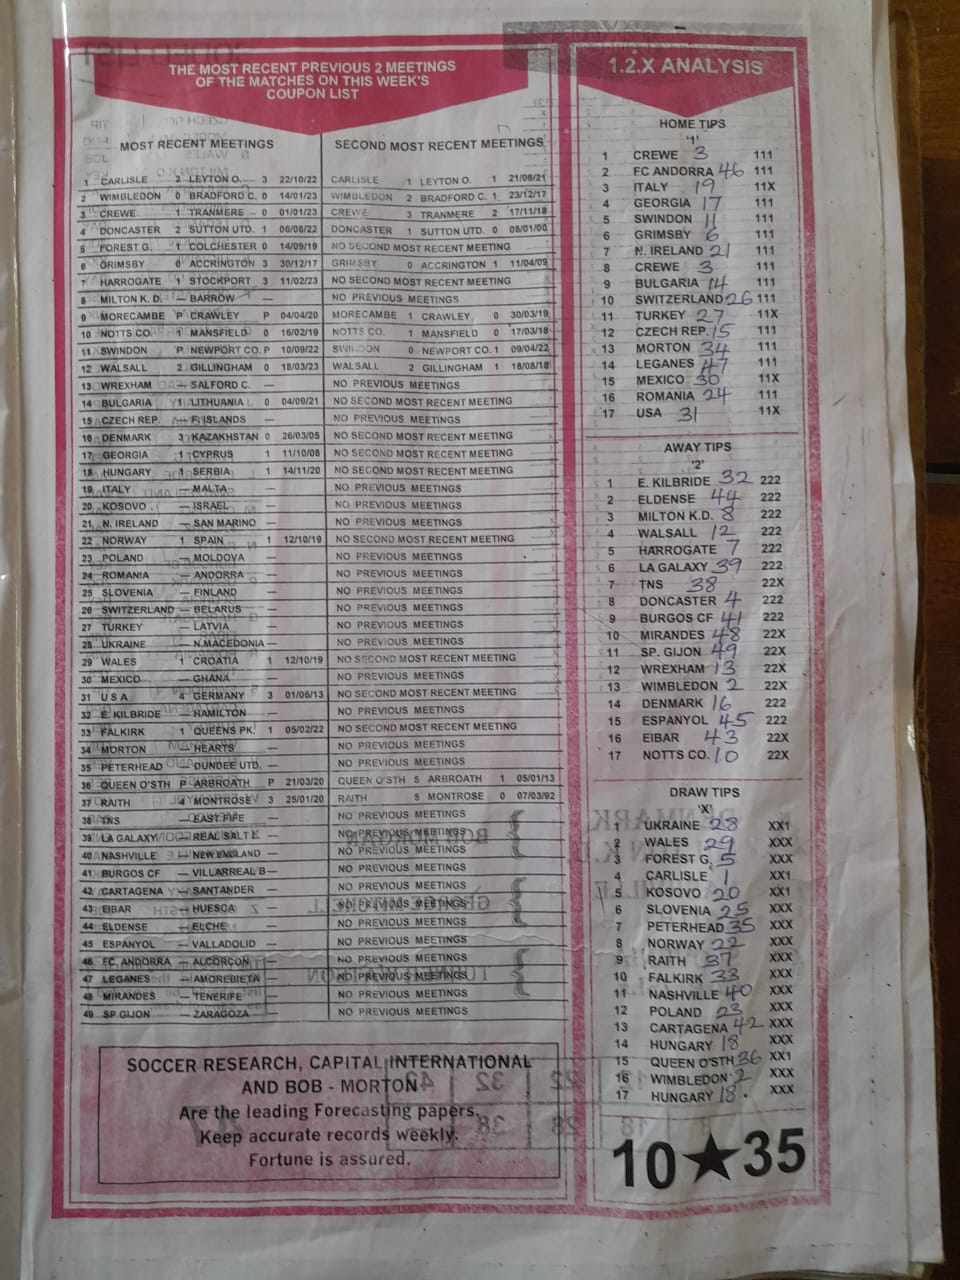 THE MOST RECENT PREVIOUS 2 MEETINGS
OF THE MATCHES ON THIS WEEK'S
COUPON LIST
MOST RECENT MEETINGS
SECOND MOST RECENT MEETINGS
1 CARLISLE 2 LEYTON O. 3 22/10/22 CARLISLE 1 LEYTON O. 1 21/08/21
2 WIMBLEDON 0 BRADFORD C. 0 14/01/23 WIMBLEDON 2 BRADFORD C. 1 23/12/17
3 CREWE 1 TRANMERE 0 01/01/23 CREWE 3 TRANMERE 2 17/11/18
4 DONCASTER 2 SUTTON UTD. 1 06/08/22 DONCASTER 1 SUTTON UTD. 0 08/01/00
5 FOREST G. 1 COLCHESTER 0 14/09/19 NO SECOND MOST RECENT MEETING
6 GRIMSBY 0 ACCRINGTON 3 30/12/17 GRIMSBY 0 ACCRINGTON 1 11/04/09
7 HARROGATE 1 STOCKPORT 3 11/02/23 NO SECOND MOST RECENT MEETING
8 MILTON K. D. — BARROW — NO PREVIOUS MEETINGS
9 MORECAMBE P CRAWLEY P 04/04/20 MORECAMBE 1 CRAWLEY 0 30/03/19
10 NOTTS CO. 1 MANSFIELD 0 16/02/19 NOTTS CO. 1 MANSFIELD 0 17/03/18
11 SWINDON P NEWPORT CO. P 10/09/22 SWINDON 0 NEWPORT CO. 1 09/04/22
12 WALSALL 2 GILLINGHAM 0 18/03/23 WALSALL 2 GILLINGHAM 1 18/08/18
13 WREXHAM — SALFORD C. — NO PREVIOUS MEETINGS
14 BULGARIA 1 LITHUANIA 0 04/09/21 NO SECOND MOST RECENT MEETING
15 CZECH REP. — F. ISLANDS — NO PREVIOUS MEETINGS
16 DENMARK 3 KAZAKHSTAN 0 26/03/05 NO SECOND MOST RECENT MEETING
17 GEORGIA 1 CYPRUS 1 11/10/08 NO SECOND MOST RECENT MEETING
18 HUNGARY 1 SERBIA 1 14/11/20 NO SECOND MOST RECENT MEETING
19 ITALY — MALTA — NO PREVIOUS MEETINGS
20 KOSOVO — ISRAEL — NO PREVIOUS MEETINGS
21 N. IRELAND — SAN MARINO — NO PREVIOUS MEETINGS
22 NORWAY 1 SPAIN 1 12/10/19 NO SECOND MOST RECENT MEETING
23 POLAND — MOLDOVA — NO PREVIOUS MEETINGS
24 ROMANIA — ANDORRA — NO PREVIOUS MEETINGS
25 SLOVENIA — FINLAND — NO PREVIOUS MEETINGS
26 SWITZERLAND — BELARUS — NO PREVIOUS MEETINGS
27 TURKEY — LATVIA — NO PREVIOUS MEETINGS
28 UKRAINE — N.MACEDONIA — NO PREVIOUS MEETINGS
29 WALES 1 CROATIA 1 12/10/19 NO SECOND MOST RECENT MEETING
30 MEXICO — GHANA — NO PREVIOUS MEETINGS
31 U S A 4 GERMANY 3 01/06/13 NO SECOND MOST RECENT MEETING
32 E. KILBRIDE — HAMILTON — NO PREVIOUS MEETINGS
33 FALKIRK 1 QUEENS PK. 1 05/02/22 NO SECOND MOST RECENT MEETING
34 MORTON — HEARTS — NO PREVIOUS MEETINGS
35 PETERHEAD — DUNDEE UTD. — NO PREVIOUS MEETINGS
36 QUEEN O'STH P ARBROATH P 21/03/20 QUEEN O'STH 5 ARBROATH 1 05/01/13
37 RAITH 4 MONTROSE 3 25/01/20 RAITH 5 MONTROSE 0 07/03/92
38 TNS — EAST FIFE — NO PREVIOUS MEETINGS
39 LA GALAXY — REAL SALT L — NO PREVIOUS MEETINGS
40 NASHVILLE — NEW ENGLAND — NO PREVIOUS MEETINGS
41 BURGOS CF — VILLARREAL B — NO PREVIOUS MEETINGS
42 CARTAGENA — SANTANDER — NO PREVIOUS MEETINGS
43 EIBAR — HUESCA — NO PREVIOUS MEETINGS
44 ELDENSE — ELCHE — NO PREVIOUS MEETINGS
45 ESPANYOL — VALLADOLID — NO PREVIOUS MEETINGS
46 FC. ANDORRA — ALCORCON — NO PREVIOUS MEETINGS
47 LEGANES — AMOREBIETA — NO PREVIOUS MEETINGS
48 MIRANDES — TENERIFE — NO PREVIOUS MEETINGS
49 SP GIJON — ZARAGOZA — NO PREVIOUS MEETINGS
SOCCER RESEARCH, CAPITAL INTERNATIONAL
AND BOB - MORTON
Are the leading Forecasting papers.
Keep accurate records weekly.
Fortune is assured.
1.2.X ANALYSIS
HOME TIPS
'1'
1 CREWE 3 111
2 FC ANDORRA 46 111
3 ITALY 19 11X
4 GEORGIA 17 111
5 SWINDON 11 111
6 GRIMSBY 6 111
7 N. IRELAND 21 111
8 CREWE 3 111
9 BULGARIA 14 111
10 SWITZERLAND 26 111
11 TURKEY 27 11X
12 CZECH REP. 15 111
13 MORTON 34 111
14 LEGANES 47 111
15 MEXICO 30 11X
16 ROMANIA 24 111
17 USA 31 11X
AWAY TIPS
'2'
1 E. KILBRIDE 32 222
2 ELDENSE 44 222
3 MILTON K.D. 8 222
4 WALSALL 12 222
5 HARROGATE 7 222
6 LA GALAXY 39 222
7 TNS 38 22X
8 DONCASTER 4 222
9 BURGOS CF 41 222
10 MIRANDES 48 22X
11 SP. GIJON 49 22X
12 WREXHAM 13 22X
13 WIMBLEDON 2 22X
14 DENMARK 16 222
15 ESPANYOL 45 222
16 EIBAR 43 22X
17 NOTTS CO. 10 22X
DRAW TIPS
'X'
1 UKRAINE 28 XX1
2 WALES 29 XXX
3 FOREST G. 5 XXX
4 CARLISLE 1 XX1
5 KOSOVO 20 XX1
6 SLOVENIA 25 XXX
7 PETERHEAD 35 XXX
8 NORWAY 22 XXX
9 RAITH 37 XXX
10 FALKIRK 33 XXX
11 NASHVILLE 40 XXX
12 POLAND 23 XXX
13 CARTAGENA 42 XXX
14 HUNGARY 18 XXX
15 QUEEN O'STH 36 XX1
16 WIMBLEDON 2 XXX
17 HUNGARY 18 XXX
10★35